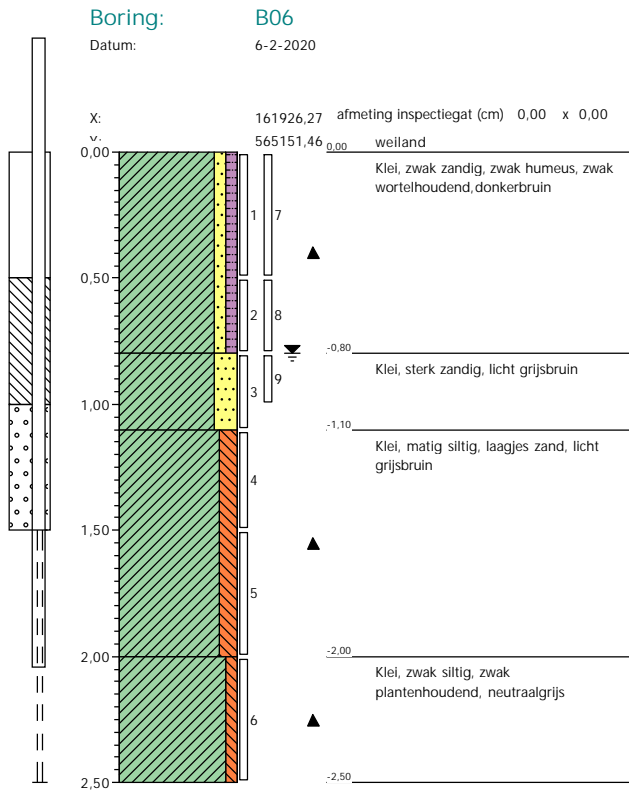 Boring: B06
Datum: 6-2-2020
X: 161926,27
afmeting inspectiegat (cm) 0,00 x 0,00
Y: 565151,46
0,00 weiland
0,00
Klei, zwak zandig, zwak humeus, zwak
wortelhoudend, donkerbruin
1 7
0,50
2 8
-0,80
Klei, sterk zandig, licht grijsbruin
3 9
1,00
-1,10
Klei, matig siltig, laagjes zand, licht
grijsbruin
4
1,50
5
2,00
-2,00
Klei, zwak siltig, zwak
plantenhoudend, neutraalgrijs
6
2,50
-2,50